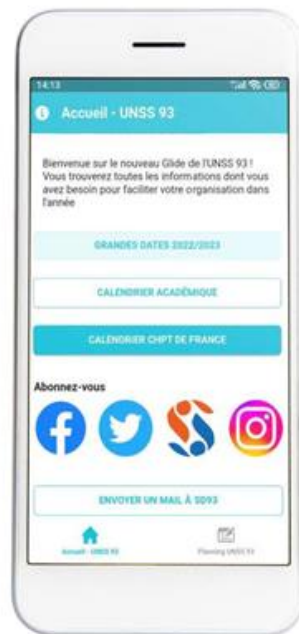 14:13
Accueil - UNSS 93
Bienvenue sur le nouveau Glide de l'UNSS 93 !
Vous trouverez toutes les informations dont vous
avez besoin pour faciliter votre organisation dans
l'année
GRANDES DATES 2022/2023
CALENDRIER ACADÉMIQUE
CALENDRIER CHPT DE FRANCE
Abonnez-vous
ENVOYER UN MAIL À SD93
Accueil - UNSS 93
Planning UNSS 93